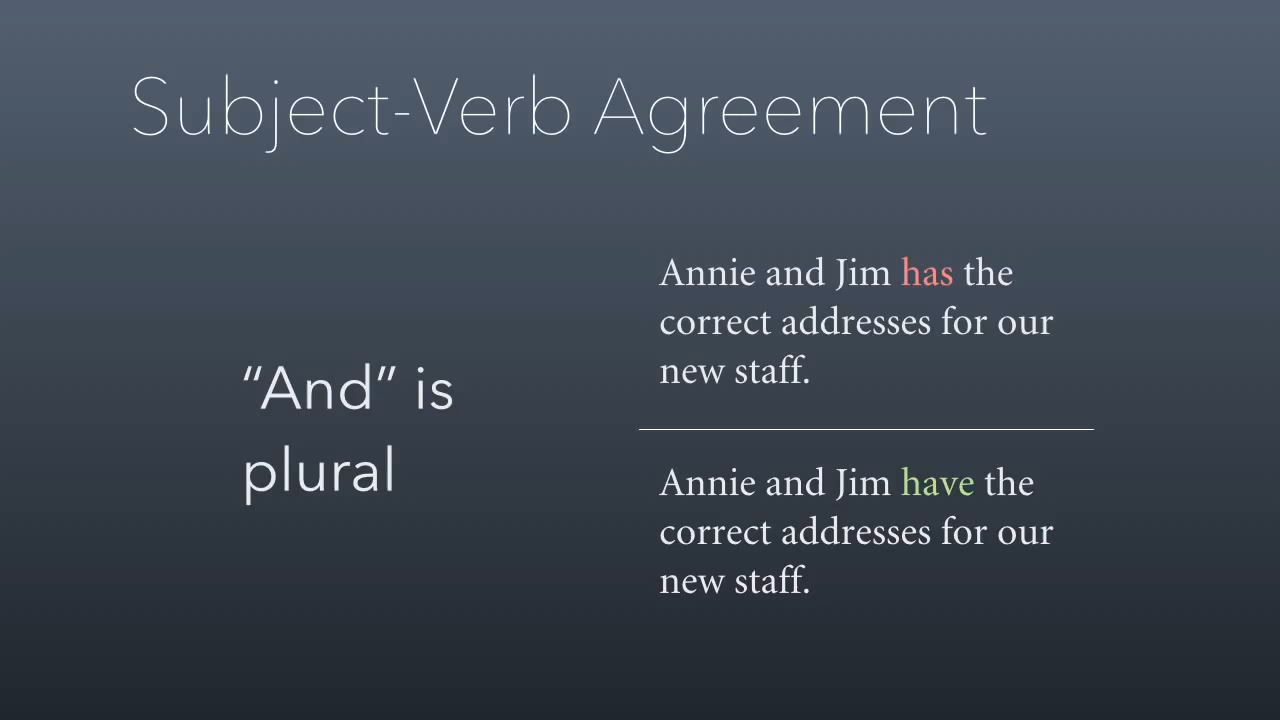 Subject-Verb Agreement
“And” is
plural
Annie and Jim has the
correct addresses for our
new staff.
Annie and Jim have the
correct addresses for our
new staff.